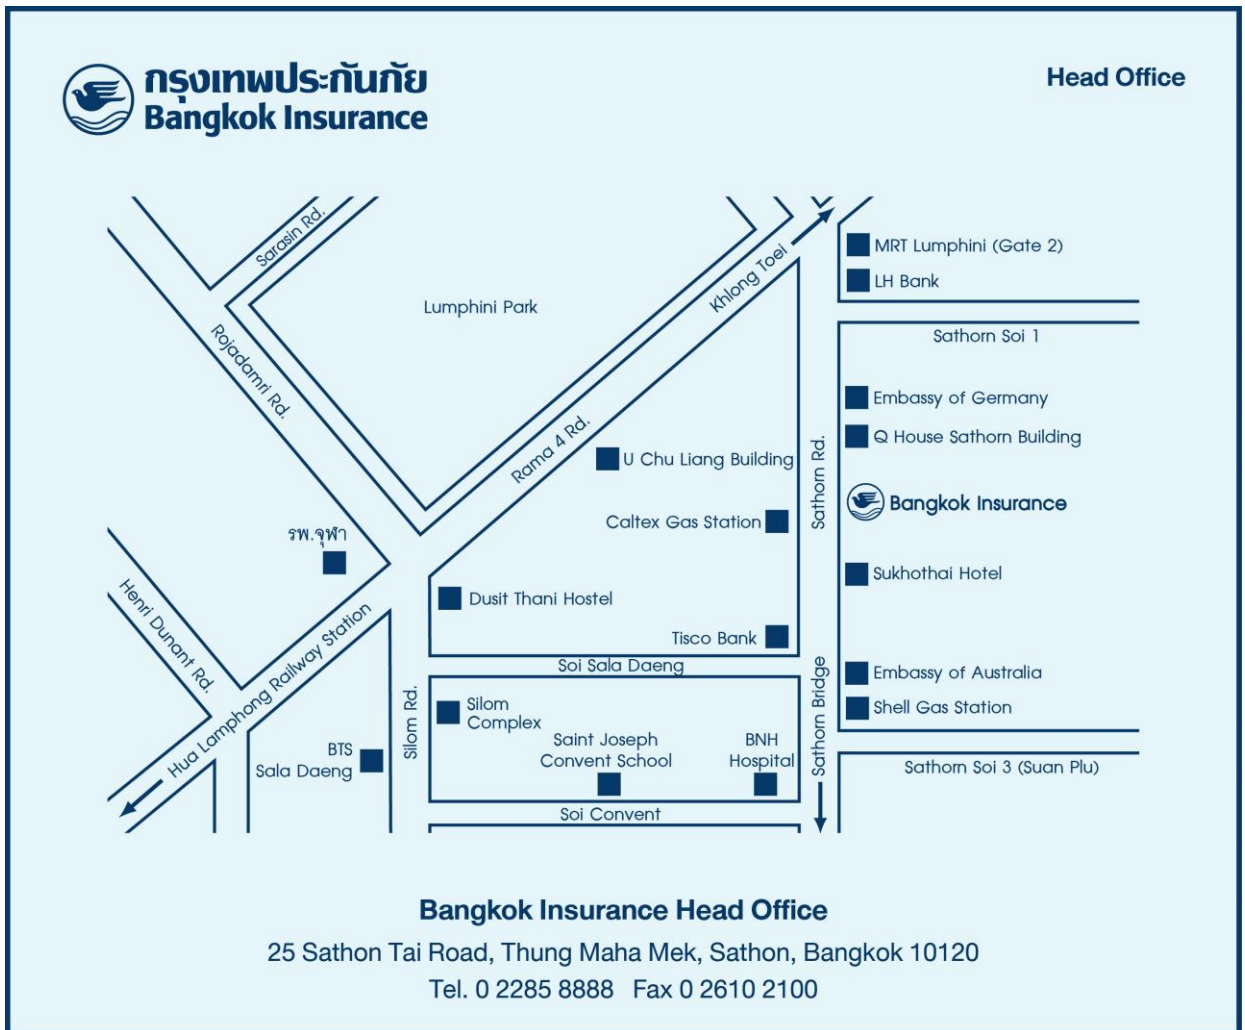 กรุงเทพประกันภัย
Bangkok Insurance
Head Office
Sarasin Rd.
Khlong Toei
MRT Lumphini (Gate 2)
LH Bank
Lumphini Park
Sathorn Soi 1
Rojadamri Rd.
Embassy of Germany
Rama 4 Rd.
Q House Sathorn Building
U Chu Liang Building
Sathorn Rd.
Bangkok Insurance
Caltex Gas Station
รพ.จุฬา
Sukhothai Hotel
Henri Dunant Rd.
Dusit Thani Hostel
Hua Lamphong Railway Station
Tisco Bank
Soi Sala Daeng
Embassy of Australia
Silom Rd.
Silom
Complex
Sathorn Bridge
Shell Gas Station
BTS
Sala Daeng
Saint Joseph
Convent School
BNH
Hospital
Sathorn Soi 3 (Suan Plu)
Soi Convent
Bangkok Insurance Head Office
25 Sathon Tai Road, Thung Maha Mek, Sathon, Bangkok 10120
Tel. 0 2285 8888 Fax 0 2610 2100